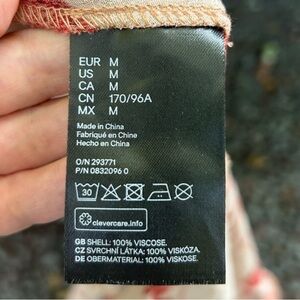 EUR M
US M
CA M
CN 170/96A
MX M
Made in China
Fabriqué en Chine
Hecho en China
O/N 293771
P/N 0832096 0
30
clevercare.info
GB SHELL: 100% VISCOSE.
CZ SVRCHNÍ LÁTKA: 100% VISKÓZA.
DE OBERMATERIAL: 100% VISKOSE.